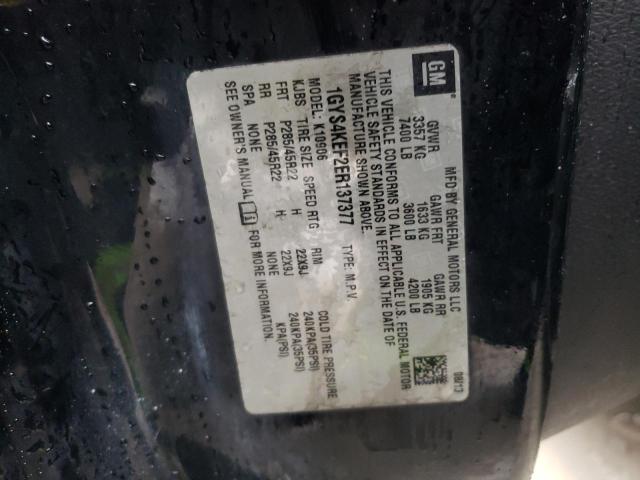 GM
MFD BY GENERAL MOTORS LLC 08/13
GVWR GAWR FRT GAWR RR
3357 KG 1633 KG 1905 KG
7400 LB 3600 LB 4200 LB
THIS VEHICLE CONFORMS TO ALL APPLICABLE U.S. FEDERAL MOTOR
VEHICLE SAFETY STANDARDS IN EFFECT ON THE DATE OF
MANUFACTURE SHOWN ABOVE.
1GYS4KEF2ER137377 TYPE: M.P.V.
MODEL: K10906
KJBS TIRE SIZE SPEED RTG RIM COLD TIRE PRESSURE
FRT P285/45R22 H 22X9J 240KPA(35PSI)
RR P285/45R22 H 22X9J 240KPA(35PSI)
SPA NONE NONE KPA(PSI)
SEE OWNER'S MANUAL FOR MORE INFORMATION.